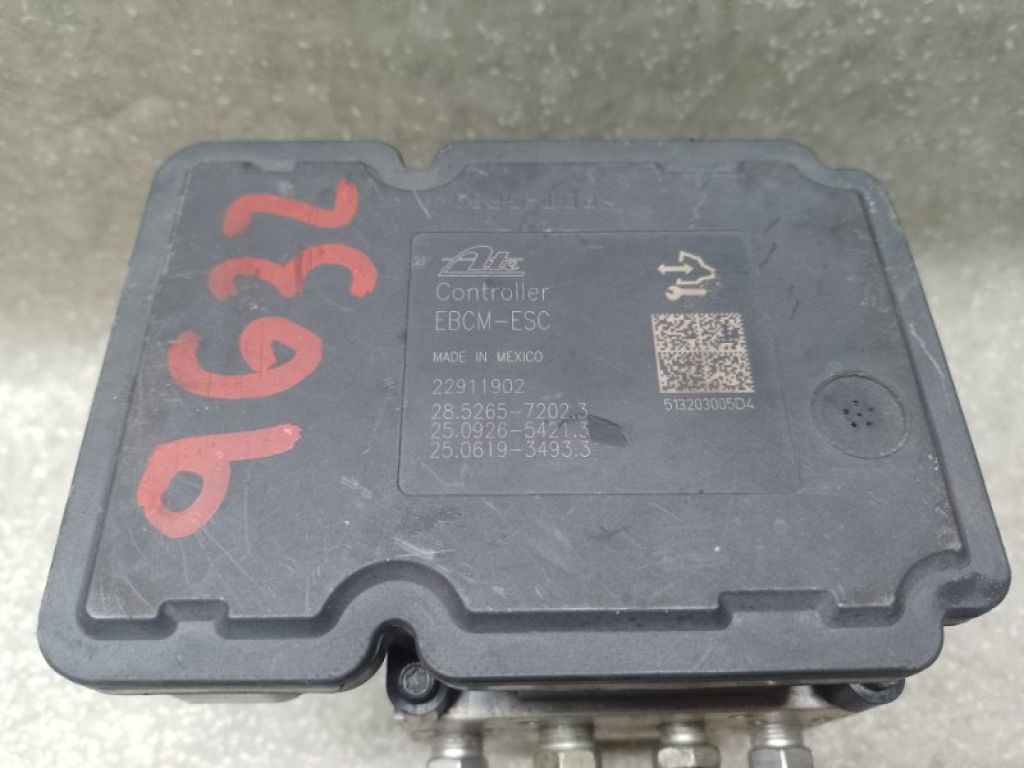 Ate
Controller
EBCM-ESC
MADE IN MEXICO
22911902
28.5265-7202.3
25.0926-5421.3
25.0619-3493.3
513203005D4
9632